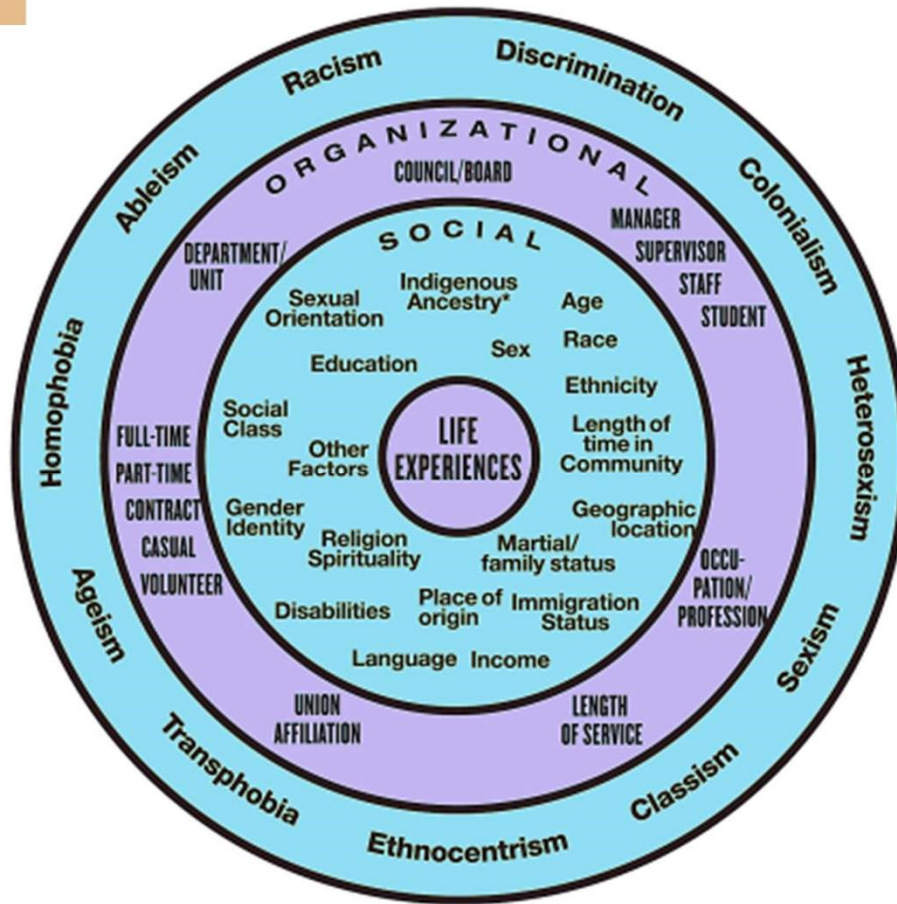 Racism
Discrimination
Colonialism
Heterosexism
Sexism
Classism
Ethnocentrism
Transphobia
Ageism
Homophobia
Ableism
ORGANIZATIONAL
COUNCIL/BOARD
MANAGER
SUPERVISOR
STAFF
STUDENT
OCCU-
PATION/
PROFESSION
LENGTH
OF SERVICE
UNION
AFFILIATION
FULL-TIME
PART-TIME
CONTRACT
CASUAL
VOLUNTEER
DEPARTMENT/
UNIT
SOCIAL
Sexual
Orientation
Indigenous
Ancestry*
Age
Race
Sex
Education
Ethnicity
Social
Class
Length of
time in
Community
Other
Factors
Gender
Identity
Geographic
location
Religion
Spirituality
Martial/
family status
Disabilities
Place of
origin
Immigration
Status
Language
Income
LIFE
EXPERIENCES